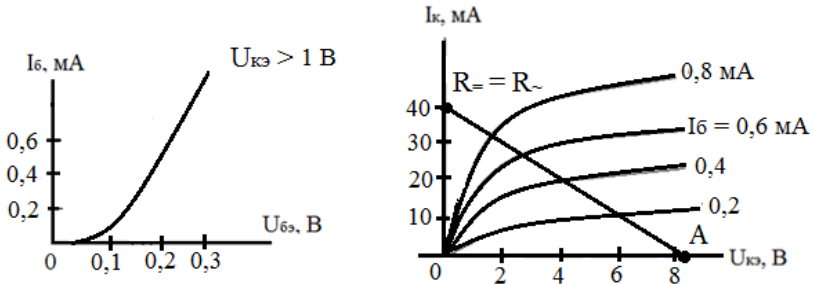 Iб, мА
Uкэ > 1 В
0,6
0,4
0,2
Uбэ, В
0
0,1
0,2
0,3
Iк, мА
R= = R~
0,8 мА
40
Iб = 0,6 мА
30
20
0,4
10
0,2
А
Uкэ, В
0
2
4
6
8